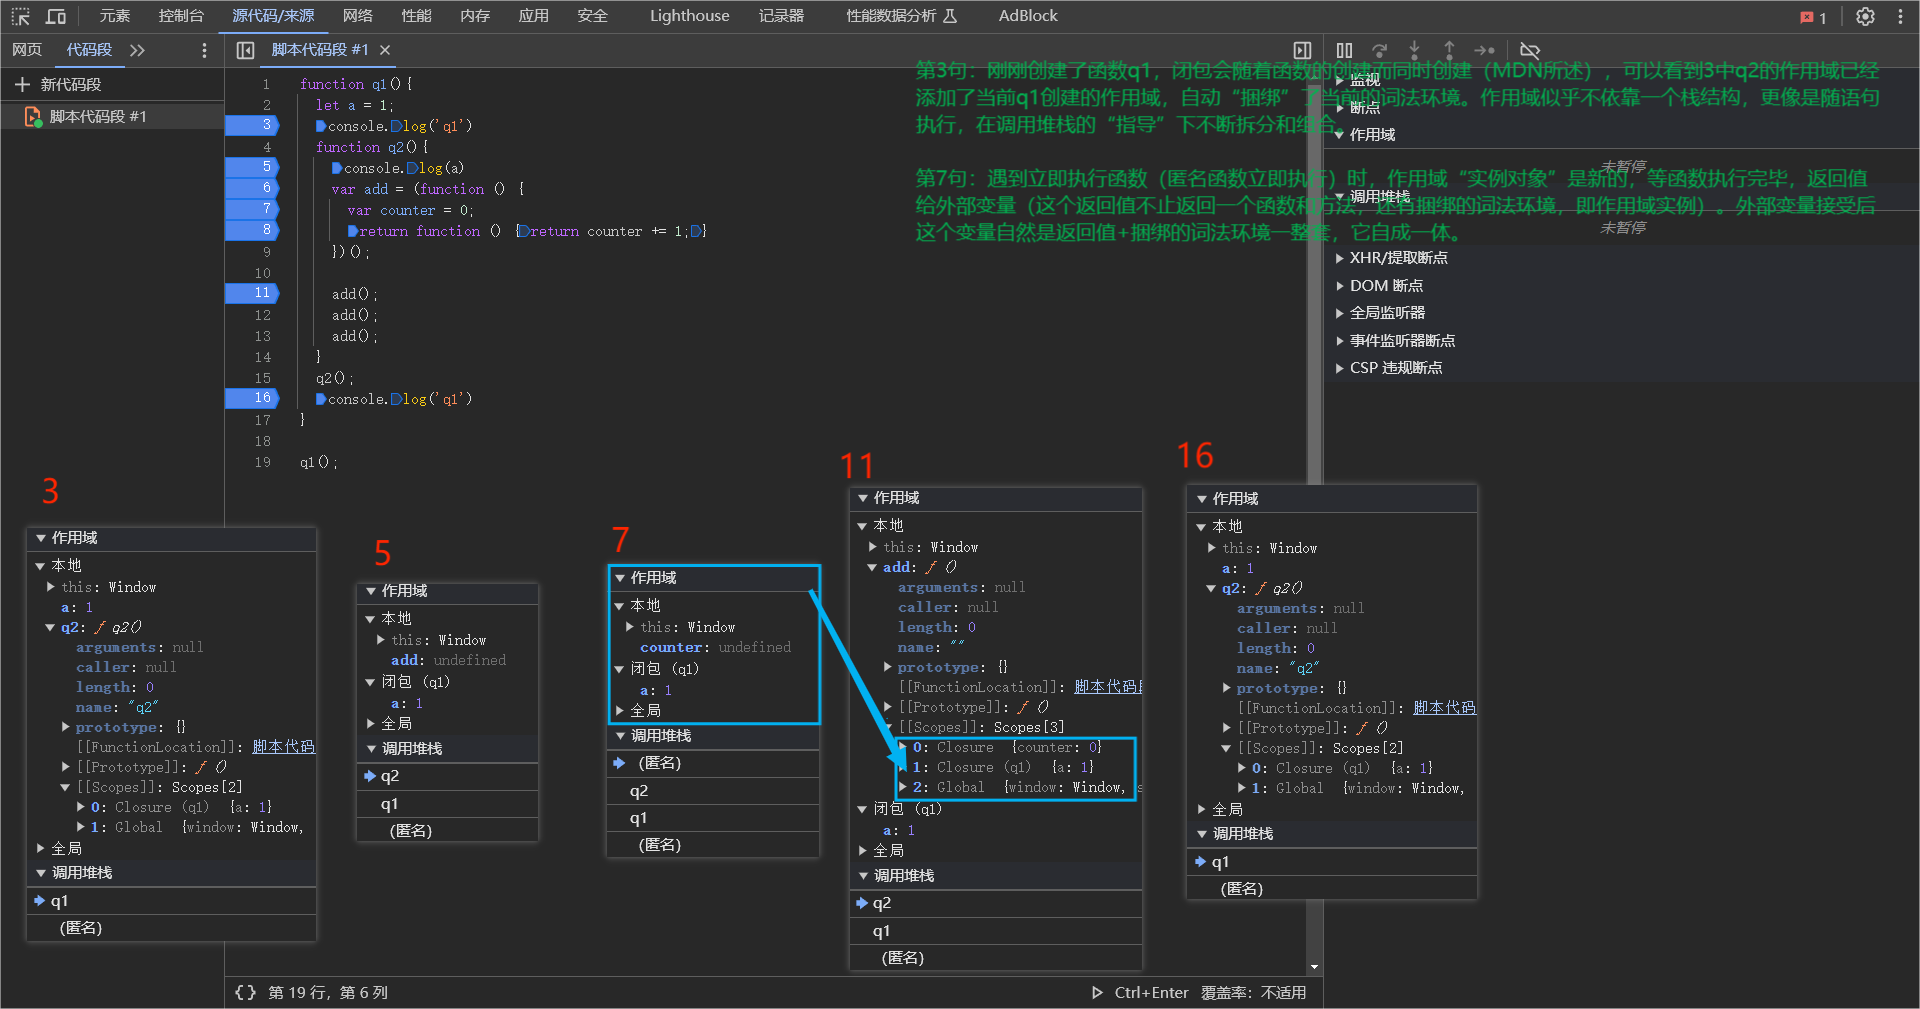 元素 控制台 源代码/来源 网络 性能 内存 应用 安全 Lighthouse 记录器 性能数据分析 AdBlock 1
网页 代码段 脚本代码段 #1
新代码段
脚本代码段 #1
1 function q1() {
2 let a = 1;
3 console.log('q1')
4 function q2() {
5 console.log(a)
6 var add = (function () {
7 var counter = 0;
8 return function () {return counter += 1;}
9 })();
10
11 add();
12 add();
13 add();
14 }
15 q2();
16 console.log('q1')
17 }
18
19 q1();
第3句：刚刚创建了函数q1，闭包会随着函数的创建而同时创建（MDN所述），可以看到3中q2的作用域已经
添加了当前q1创建的作用域，自动“捆绑”了当前的词法环境。作用域似乎不依靠一个栈结构，更像是随语句
执行，在调用堆栈的“指导”下不断拆分和组合。
第7句：遇到立即执行函数（匿名函数立即执行）时，作用域“实例对象”是新的，等函数执行完毕，返回值
给外部变量（这个返回值不止返回一个函数和方法，还有捆绑的词法环境，即作用域实例）。外部变量接受后
这个变量自然是返回值+捆绑的词法环境一整套，它自成一体。
监视
断点
作用域
未暂停
调用堆栈
未暂停
XHR/提取断点
DOM 断点
全局监听器
事件监听器断点
CSP 违规断点
3
作用域
本地
this: Window
a: 1
q2: ƒ q2()
arguments: null
caller: null
length: 0
name: "q2"
prototype: {}
[[FunctionLocation]]: 脚本代码
[[Prototype]]: ƒ ()
[[Scopes]]: Scopes[2]
0: Closure (q1) {a: 1}
1: Global {window: Window,
全局
调用堆栈
q1
(匿名)
5
作用域
本地
this: Window
add: undefined
闭包 (q1)
a: 1
全局
调用堆栈
q2
q1
(匿名)
7
作用域
本地
this: Window
counter: undefined
闭包 (q1)
a: 1
全局
调用堆栈
(匿名)
q2
q1
(匿名)
11
作用域
本地
this: Window
add: ƒ ()
arguments: null
caller: null
length: 0
name: ""
prototype: {}
[[FunctionLocation]]: 脚本代码段
[[Prototype]]: ƒ ()
[[Scopes]]: Scopes[3]
0: Closure {counter: 0}
1: Closure (q1) {a: 1}
2: Global {window: Window, s
闭包 (q1)
a: 1
全局
调用堆栈
q2
q1
(匿名)
16
作用域
本地
this: Window
a: 1
q2: ƒ q2()
arguments: null
caller: null
length: 0
name: "q2"
prototype: {}
[[FunctionLocation]]: 脚本代码
[[Prototype]]: ƒ ()
[[Scopes]]: Scopes[2]
0: Closure (q1) {a: 1}
1: Global {window: Window,
全局
调用堆栈
q1
(匿名)
{} 第 19 行，第 6 列 Ctrl+Enter 覆盖率：不适用